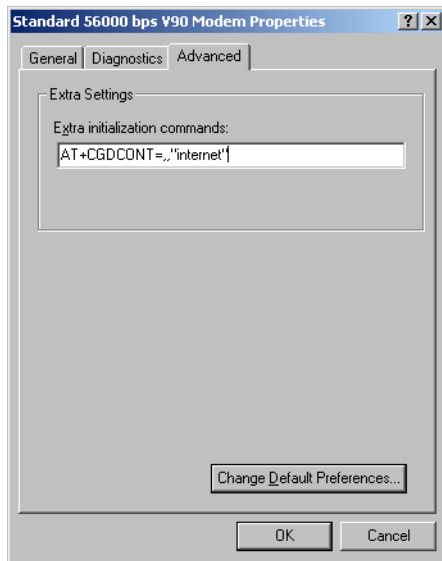 Standard 56000 bps V90 Modem Properties ? X
General Diagnostics Advanced
Extra Settings
Extra initialization commands:
AT+CGDCONT=,,"internet"
Change Default Preferences...
OK Cancel